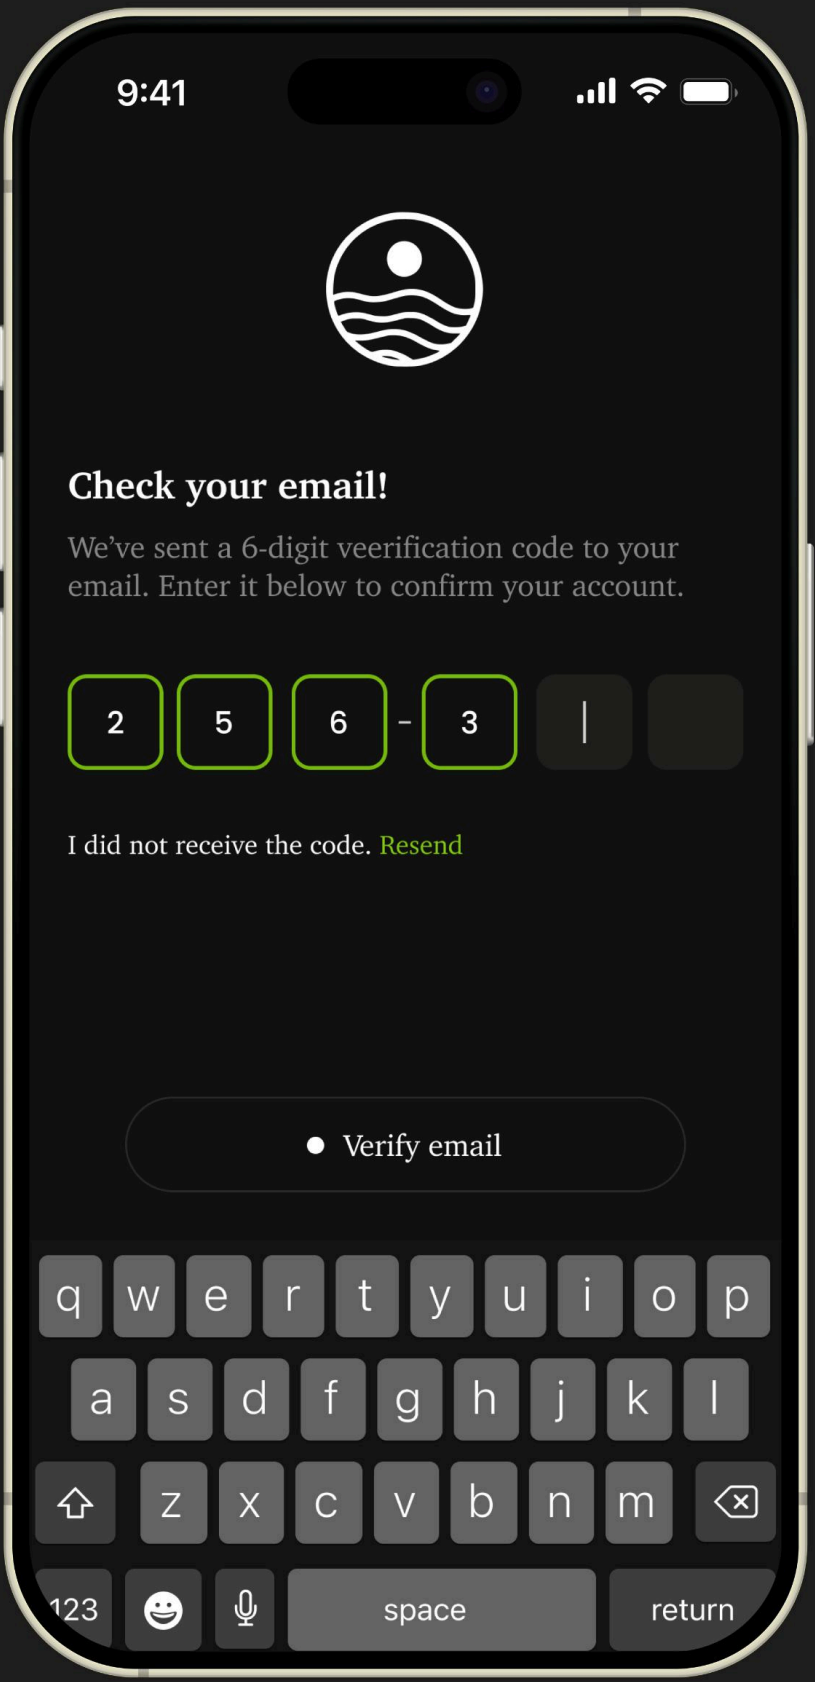 9:41
Check your email!
We’ve sent a 6-digit veerification code to your
email. Enter it below to confirm your account.
2 5 6 - 3
I did not receive the code. Resend
Verify email
q w e r t y u i o p
a s d f g h j k l
z x c v b n m
123 space return